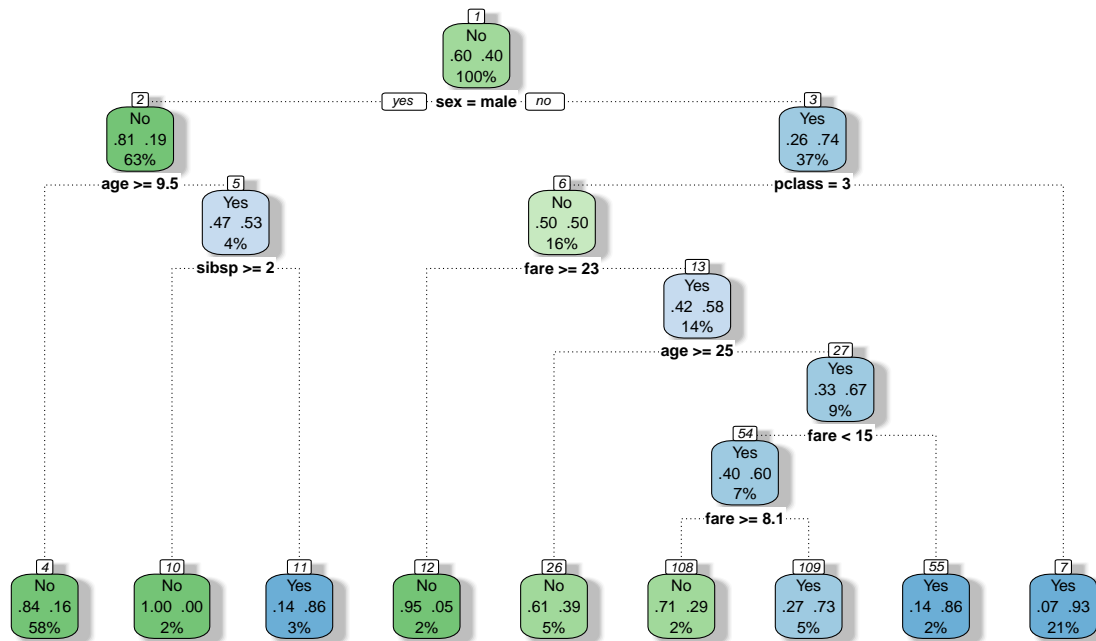 1
No
.60 .40
100%
yes sex = male no
2
No
.81 .19
63%
age >= 9.5
3
Yes
.26 .74
37%
pclass = 3
5
Yes
.47 .53
4%
sibsp >= 2
6
No
.50 .50
16%
fare >= 23
13
Yes
.42 .58
14%
age >= 25
27
Yes
.33 .67
9%
fare < 15
54
Yes
.40 .60
7%
fare >= 8.1
4
No
.84 .16
58%
10
No
1.00 .00
2%
11
Yes
.14 .86
3%
12
No
.95 .05
2%
26
No
.61 .39
5%
108
No
.71 .29
2%
109
Yes
.27 .73
5%
55
Yes
.14 .86
2%
7
Yes
.07 .93
21%